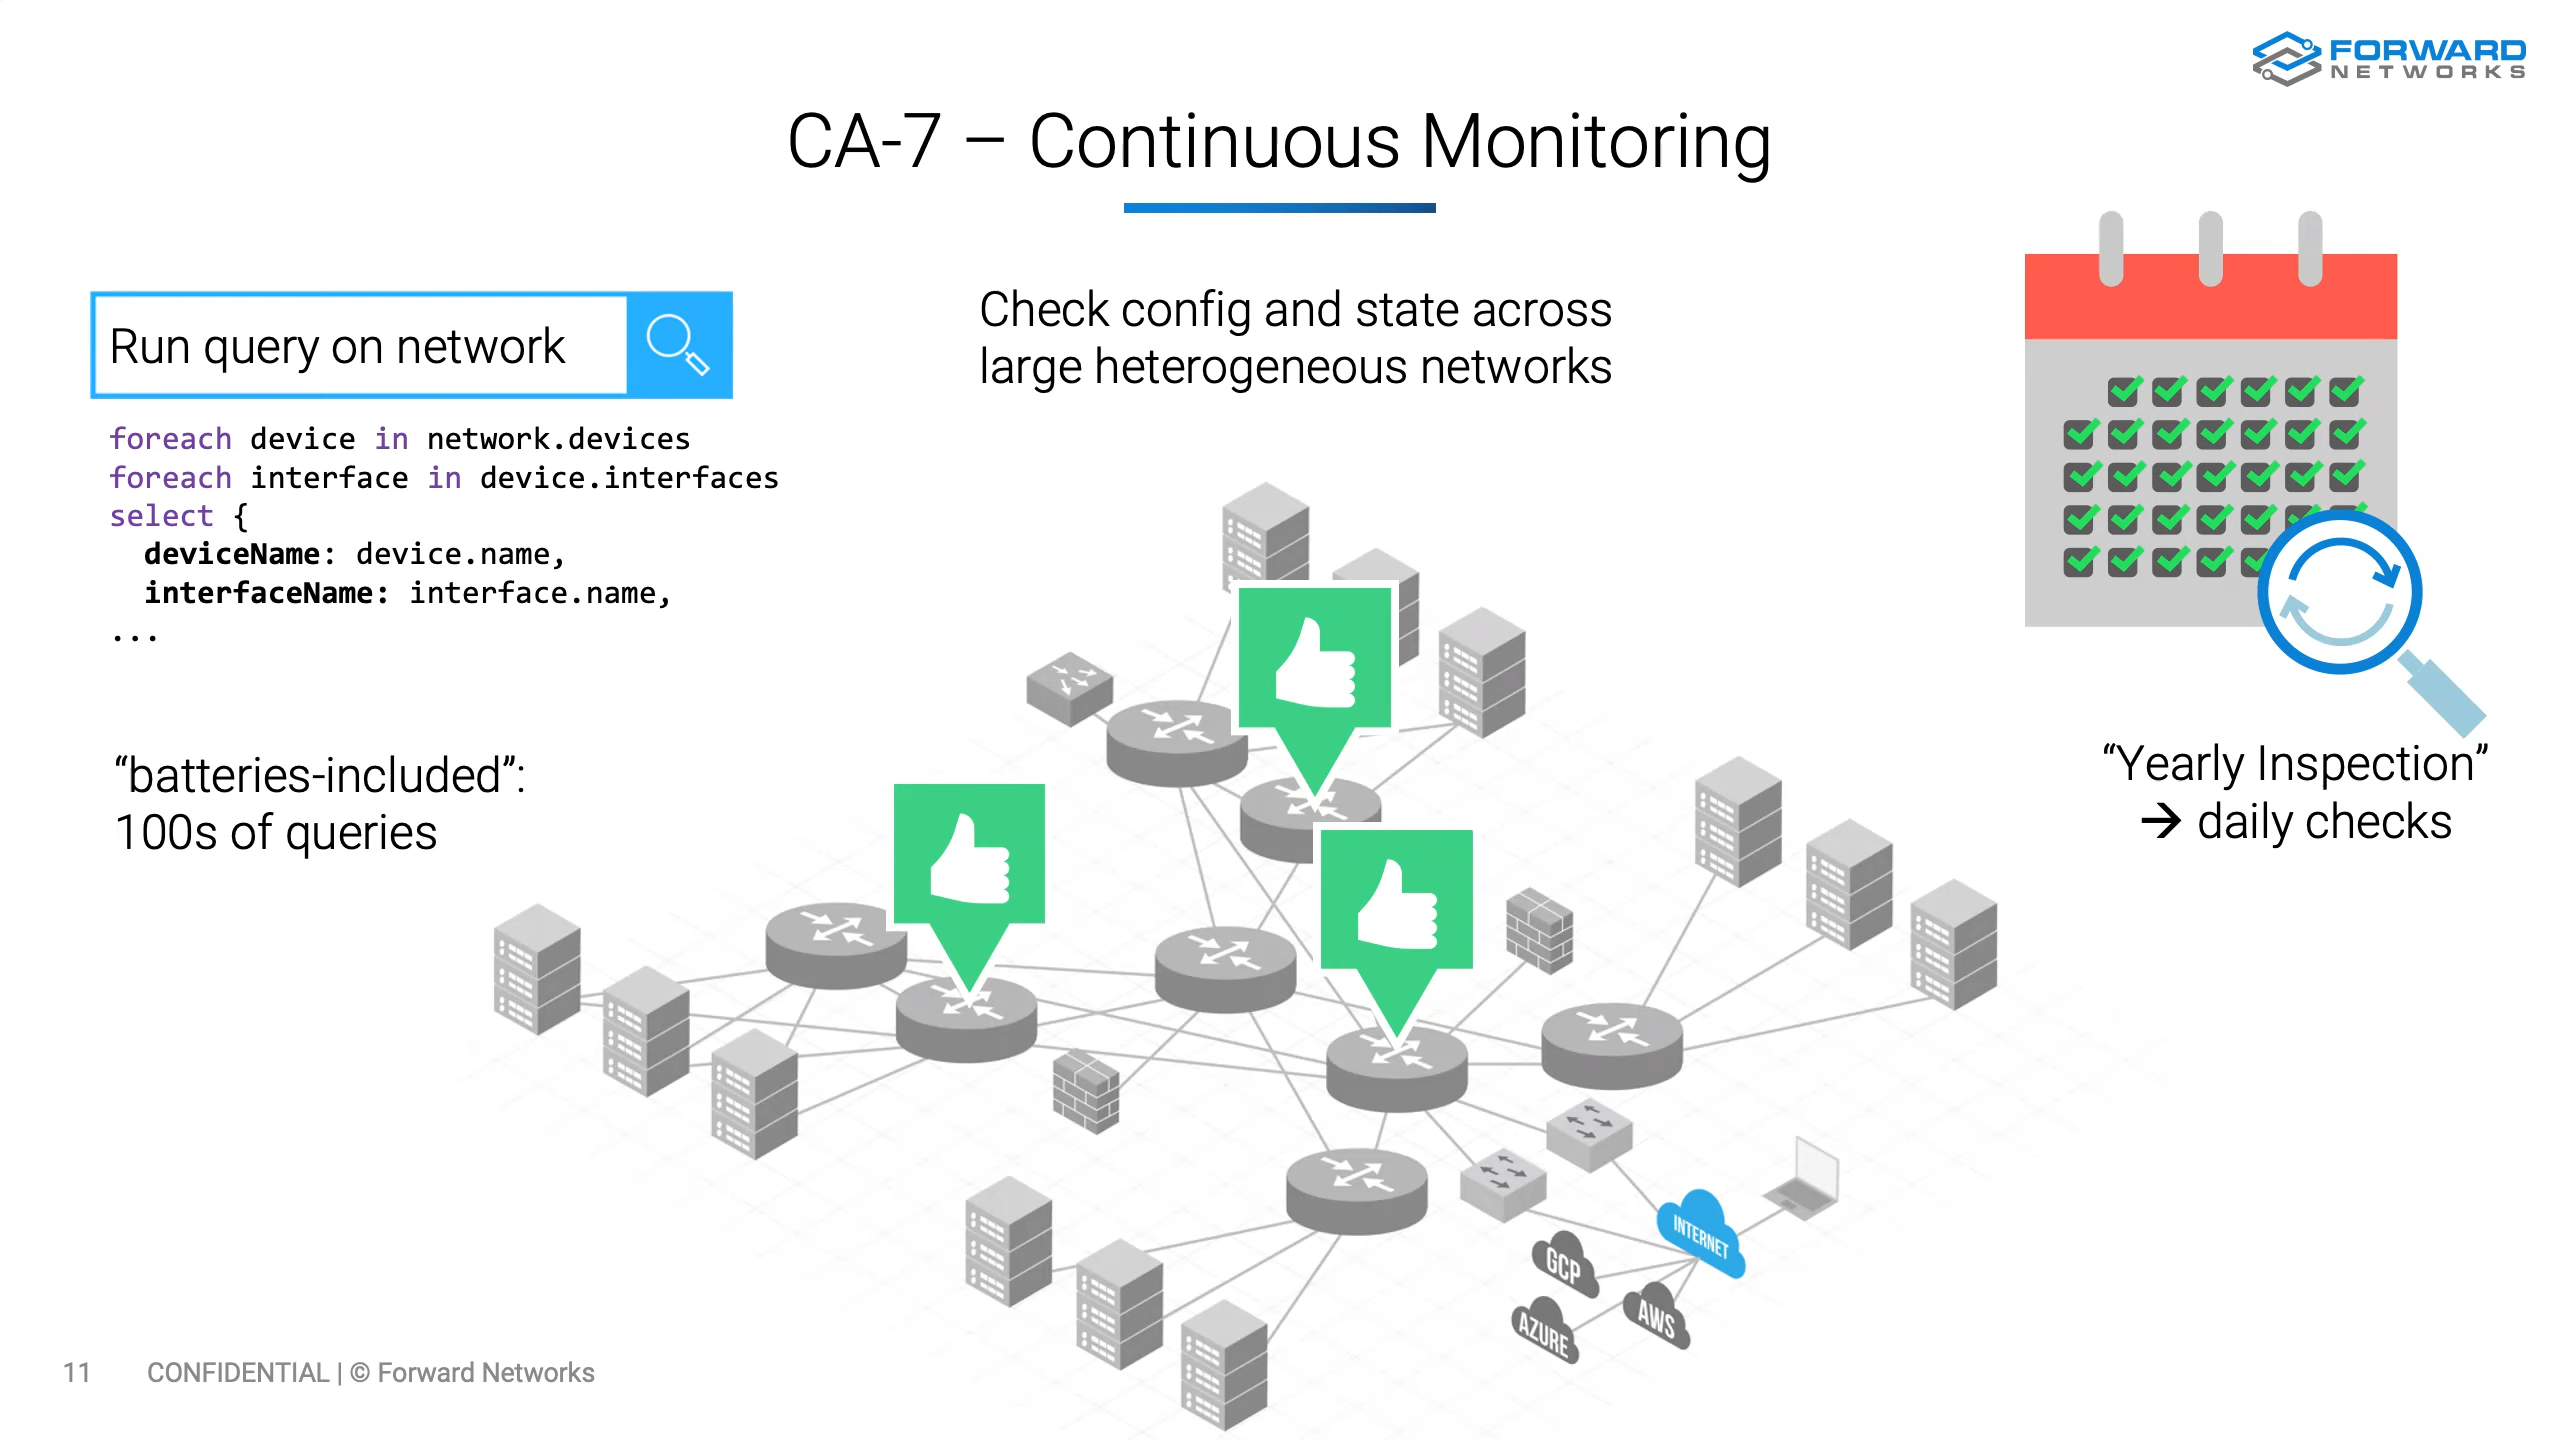 FORWARD
NETWORKS
CA-7 – Continuous Monitoring
Run query on network
foreach device in network.devices
foreach interface in device.interfaces
select {
  deviceName: device.name,
  interfaceName: interface.name,
...
“batteries-included”:
100s of queries
Check config and state across
large heterogeneous networks
“Yearly Inspection”
→ daily checks
INTERNET
GCP
AWS
AZURE
11 CONFIDENTIAL | © Forward Networks